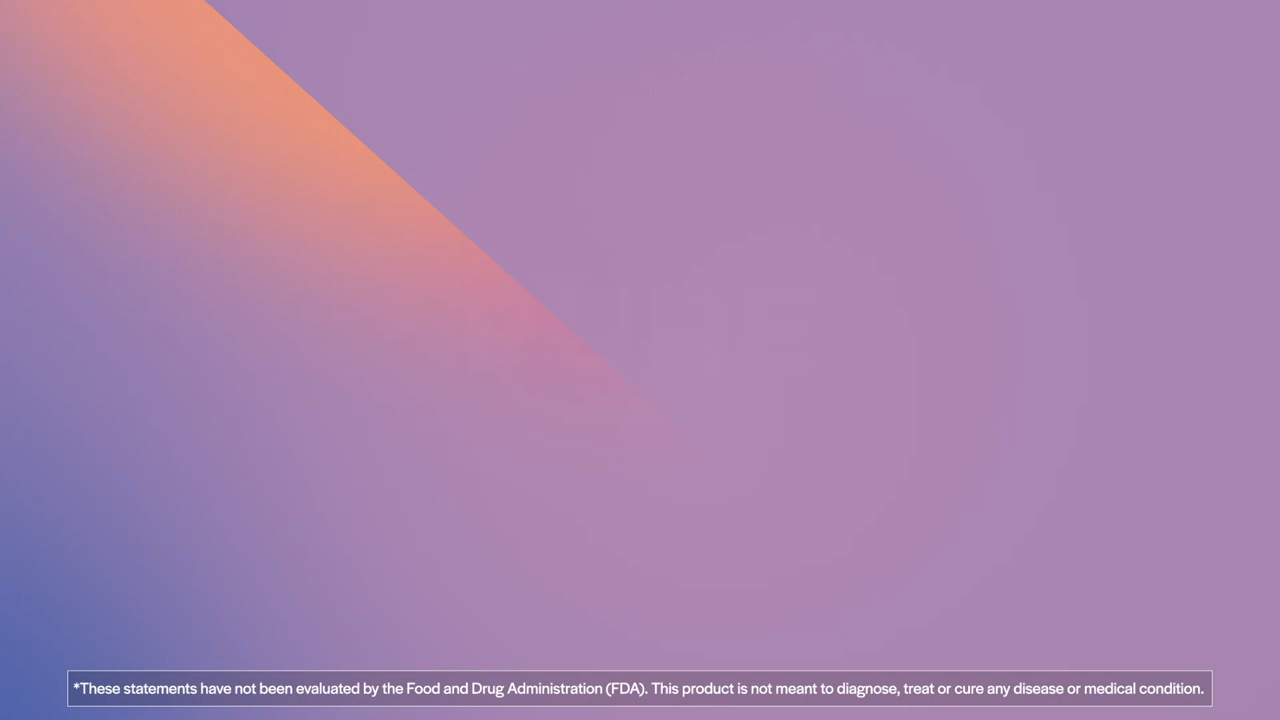 *These statements have not been evaluated by the Food and Drug Administration (FDA). This product is not meant to diagnose, treat or cure any disease or medical condition.